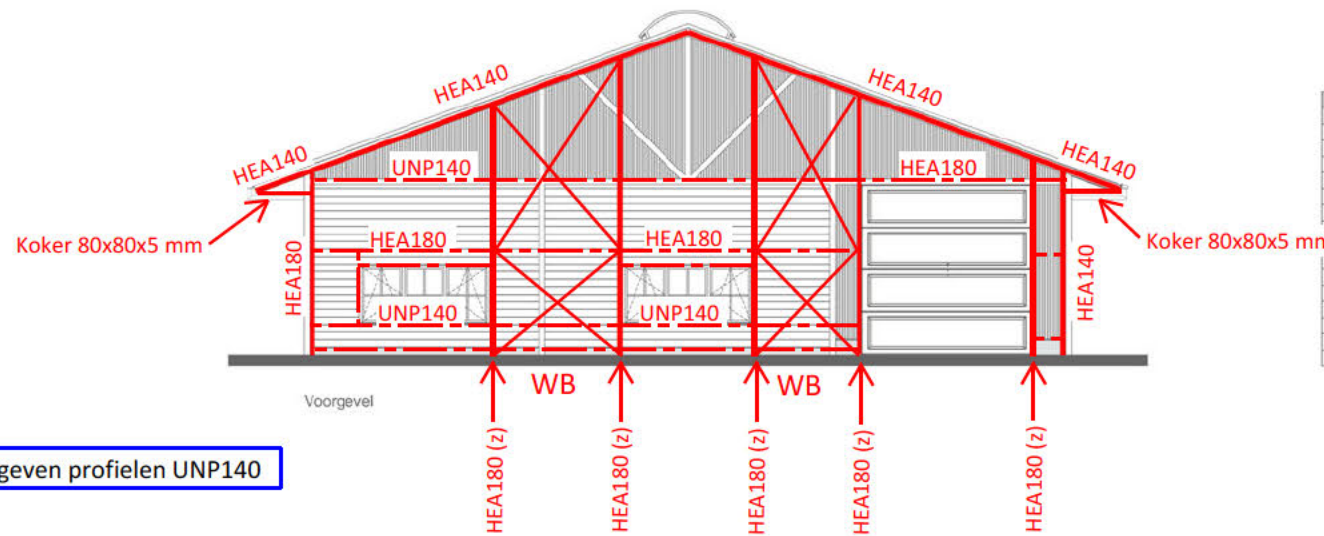 HEA140
HEA140
HEA140
UNP140
HEA180
HEA140
Koker 80x80x5 mm
HEA180
HEA180
HEA180
HEA140
Koker 80x80x5 mm
UNP140
UNP140
WB
WB
Voorgevel
HEA180 (z)
HEA180 (z)
HEA180 (z)
HEA180 (z)
HEA180 (z)
geven profielen UNP140